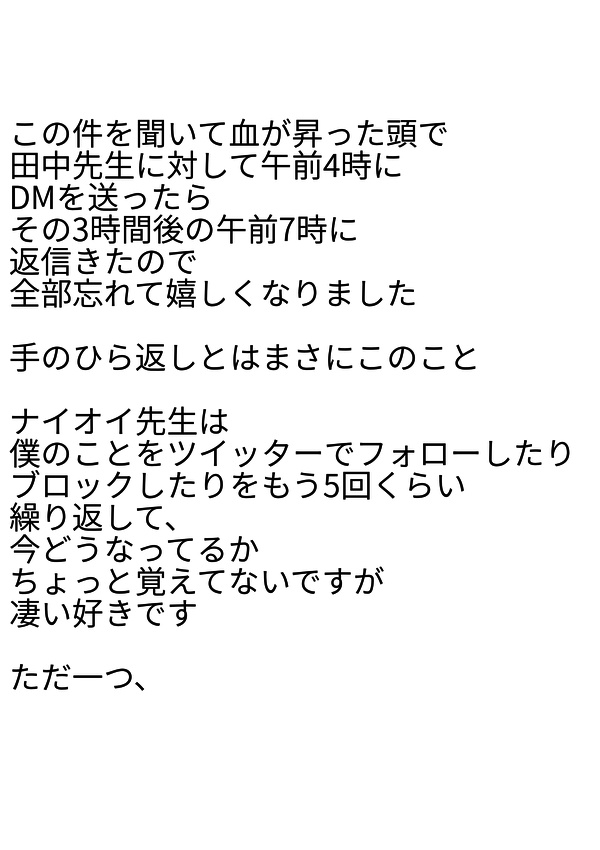 この件を聞いて血が昇った頭で
田中先生に対して午前4時に
DMを送ったら
その3時間後の午前7時に
返信きたので
全部忘れて嬉しくなりました
手のひら返しとはまさにこのこと
ナイオイ先生は
僕のことをツイッターでフォローしたり
ブロックしたりをもう5回くらい
繰り返して、
今どうなってるか
ちょっと覚えてないですが
凄い好きです
ただ一つ、